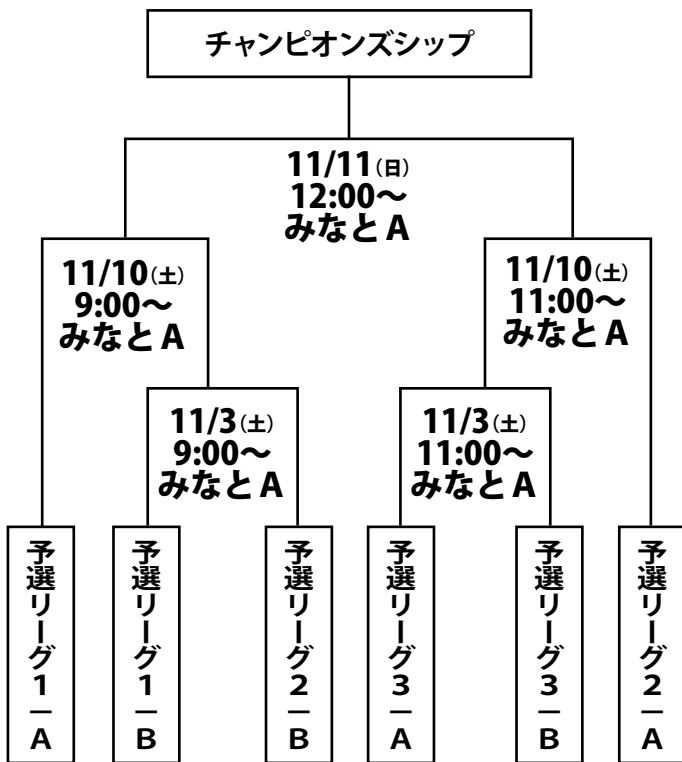 チャンピオンズシップ
11/11(日)
12:00～
みなとA
11/10(土)
9:00～
みなとA
11/10(土)
11:00～
みなとA
11/3(土)
9:00～
みなとA
11/3(土)
11:00～
みなとA
予選リーグ1ーA
予選リーグ1ーB
予選リーグ2ーB
予選リーグ3ーA
予選リーグ3ーB
予選リーグ2ーA